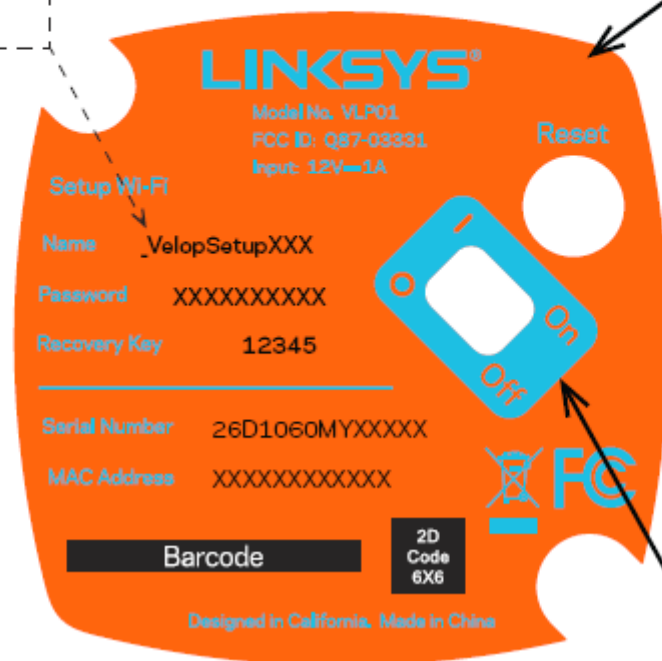 LINKSYS®
Model No. VLP01
FCC ID: Q87-03331
Input: 12V⎓1A
Reset
Setup Wi-Fi
Name _VelopSetupXXX
Password XXXXXXXXXX
Recovery Key 12345
I
O
On
Off
Serial Number 26D1060MYXXXXX
MAC Address XXXXXXXXXXXX
FC
Barcode
2D
Code
6X6
Designed in California. Made in China